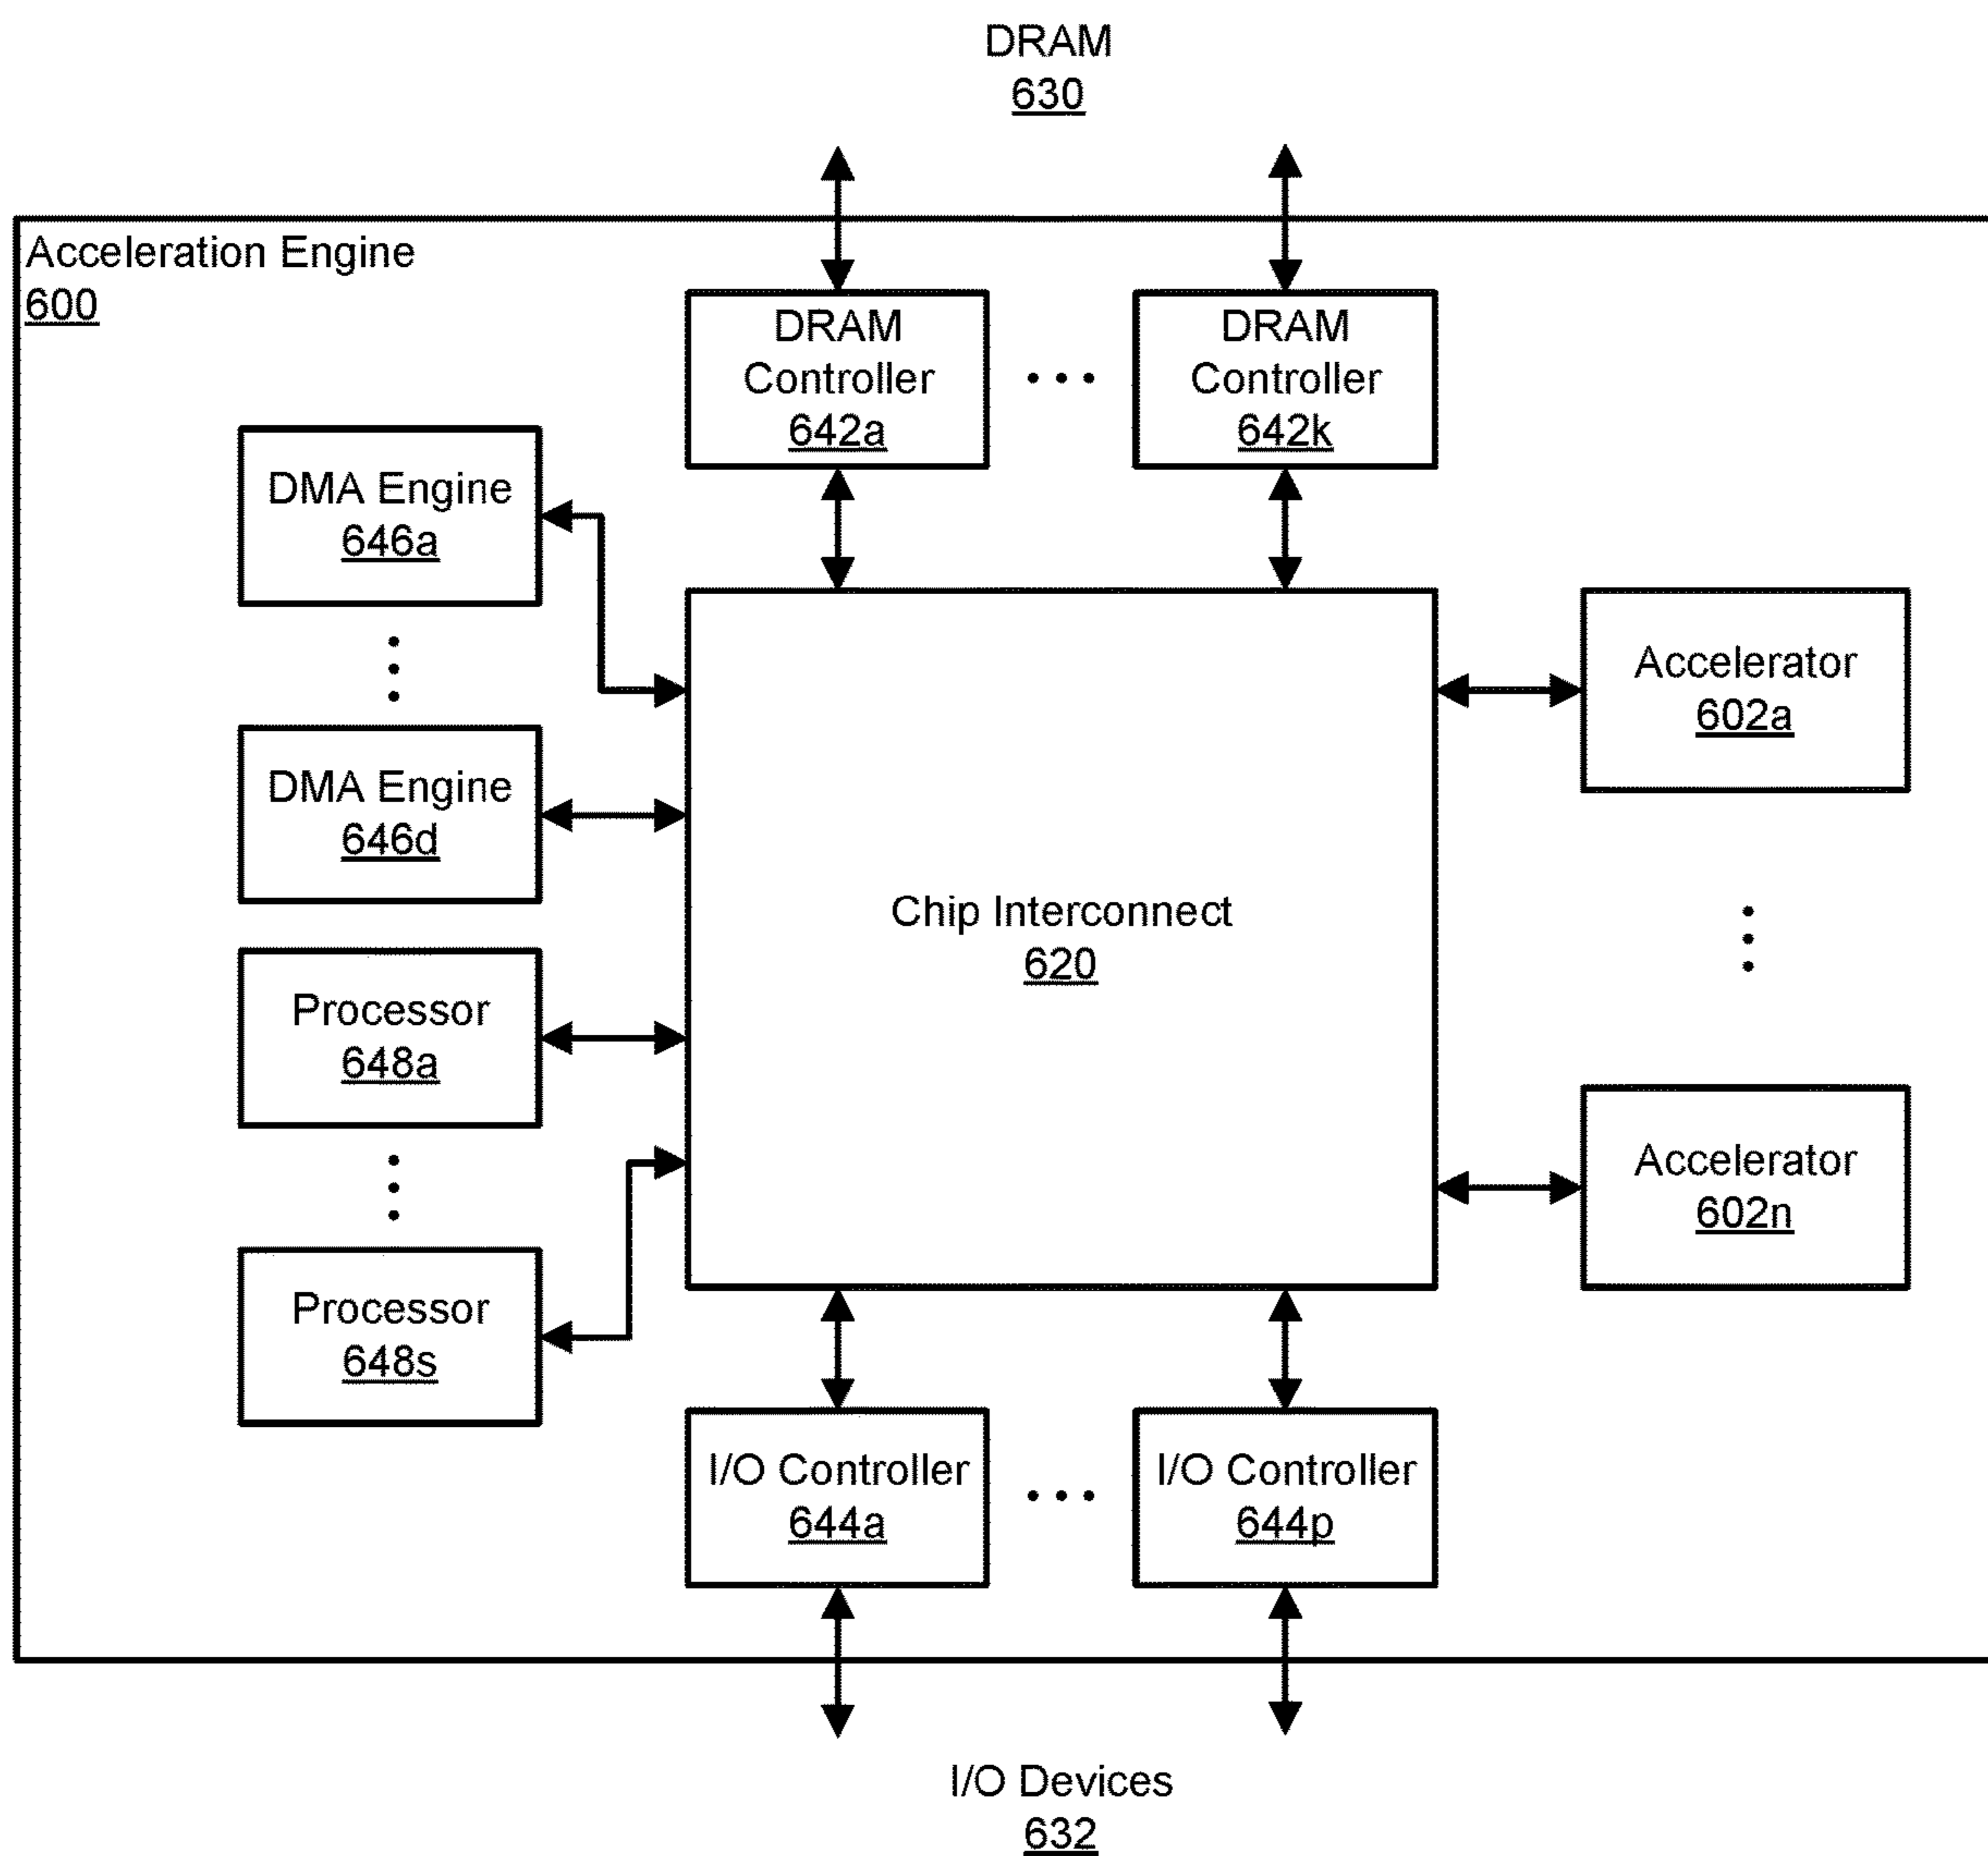 DRAM
630
Acceleration Engine
600
DRAM
Controller
642a
DRAM
Controller
642k
DMA Engine
646a
DMA Engine
646d
Processor
648a
Processor
648s
Chip Interconnect
620
Accelerator
602a
Accelerator
602n
I/O Controller
644a
I/O Controller
644p
I/O Devices
632